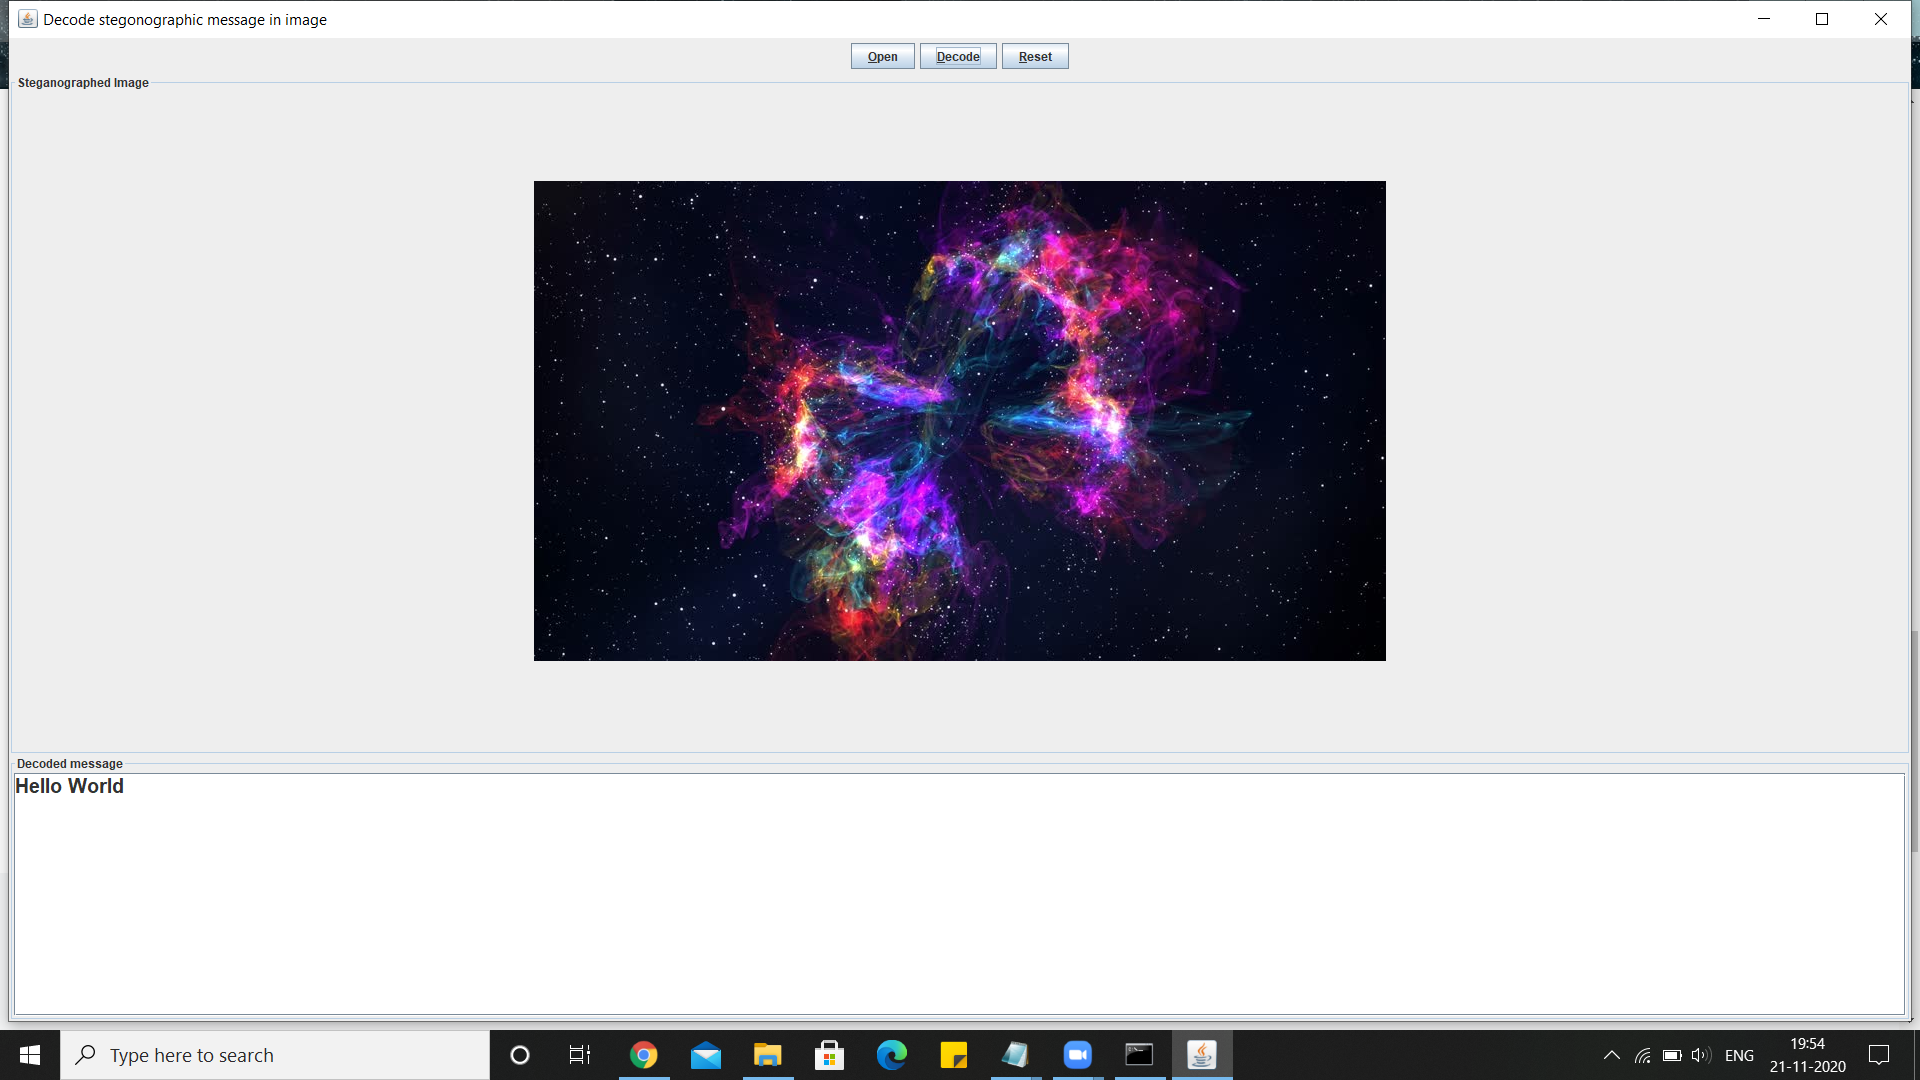 Decode stegonographic message in image
Open Decode Reset
Steganographed Image
Decoded message
Hello World
Type here to search
ENG
19:54
21-11-2020